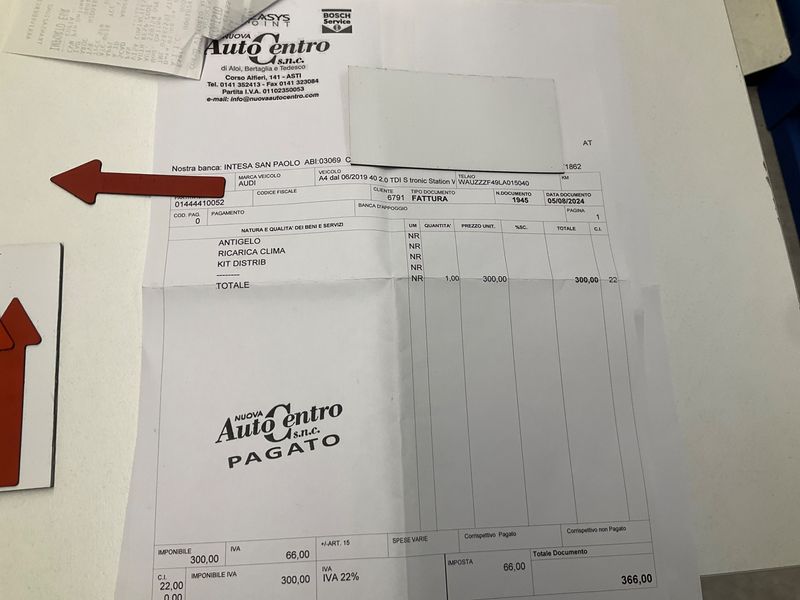 EASYS
POINT
BOSCH
Service
NUOVA
AutoCentro
s.n.c.
di Aloi, Bertaglia e Tedesco
Corso Alfieri, 141 - ASTI
Tel. 0141 352413 - Fax 0141 323084
Partita I.V.A. 01102350053
e-mail: info@nuovaautocentro.com
AT
Nostra banca: INTESA SAN PAOLO ABI:03069 C
1862
MARCA VEICOLO
AUDI
VEICOLO
A4 dal 06/2019 40 2.0 TDI S tronic Station V
TELAIO
WAUZZZF49LA015040
KM
01444410052
CODICE FISCALE
CLIENTE
6791
TIPO DOCUMENTO
FATTURA
N.DOCUMENTO
1945
DATA DOCUMENTO
05/08/2024
COD. PAG.
0
PAGAMENTO
BANCA D'APPOGGIO
PAGINA
1
NATURA E QUALITA' DEI BENI E SERVIZI UM QUANTITA' PREZZO UNIT. %SC. TOTALE C.I.
ANTIGELO NR
RICARICA CLIMA NR
KIT DISTRIB NR
-------- NR
TOTALE NR 1,00 300,00 300,00 22
NUOVA
AutoCentro
s.n.c.
PAGATO
IMPONIBILE
300,00
IVA
66,00
+/-ART. 15
SPESE VARIE
Corrispettivo Pagato
Corrispettivo non Pagato
C.I.
22,00
0,00
IMPONIBILE IVA
300,00
IVA
IVA 22%
IMPOSTA
66,00
Totale Documento
366,00